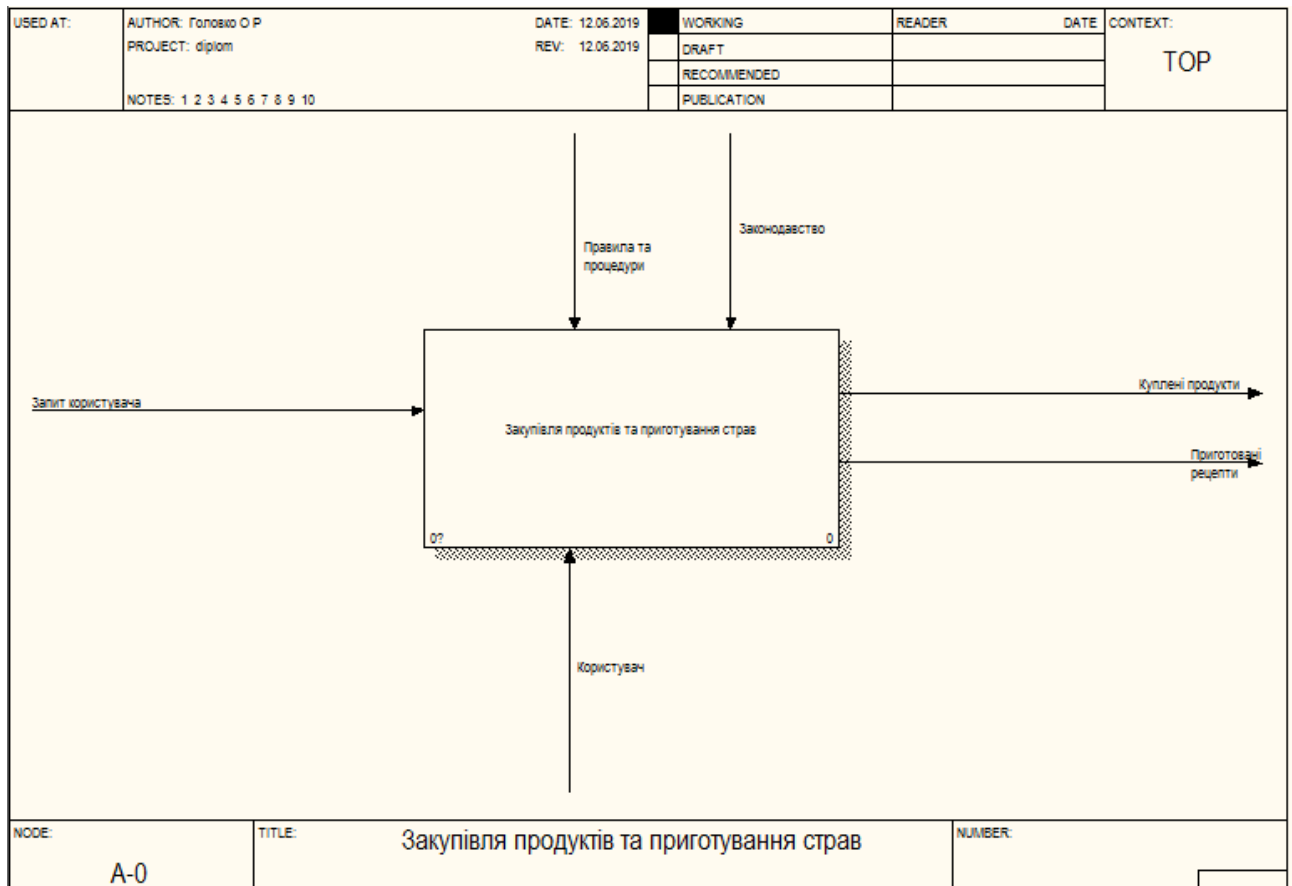 USED AT:
AUTHOR: Головко О Р
DATE: 12.06.2019
WORKING
READER
DATE
CONTEXT:
PROJECT: diplom
REV: 12.06.2019
DRAFT
TOP
RECOMMENDED
NOTES: 1 2 3 4 5 6 7 8 9 10
PUBLICATION
Законодавство
Правила та
процедури
Запит користувача
Куплені продукти
Закупівля продуктів та приготування страв
Приготовані
рецепти
0?
0
Користувач
NODE:
TITLE:
Закупівля продуктів та приготування страв
NUMBER:
A-0